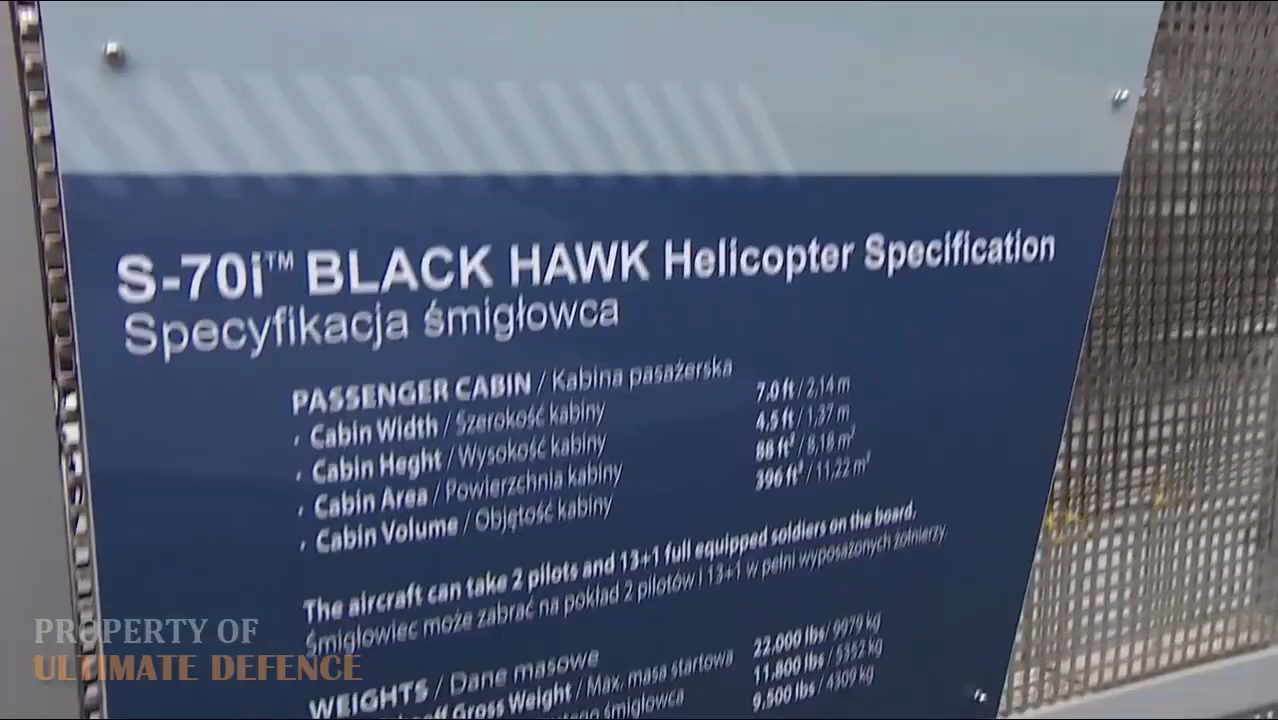 S-70i™ BLACK HAWK Helicopter Specification
Specyfikacja śmigłowca
PASSENGER CABIN / Kabina pasażerska
Cabin Width / Szerokość kabiny 7.0 ft / 2,14 m
Cabin Heght / Wysokość kabiny 4.5 ft / 1,37 m
Cabin Area / Powierzchnia kabiny 88 ft² / 8,18 m²
Cabin Volume / Objętość kabiny 396 ft³ / 11,22 m³
The aircraft can take 2 pilots and 13+1 full equipped soldiers on the board.
Śmigłowiec może zabrać na pokład 2 pilotów i 13+1 w pełni wyposażonych żołnierzy.
WEIGHTS / Dane masowe
Gross Weight / Max. masa startowa 22,000 lbs / 9979 kg
śmigłowca 11,800 lbs / 5352 kg
9,500 lbs / 4309 kg
PROPERTY OF
ULTIMATE DEFENCE